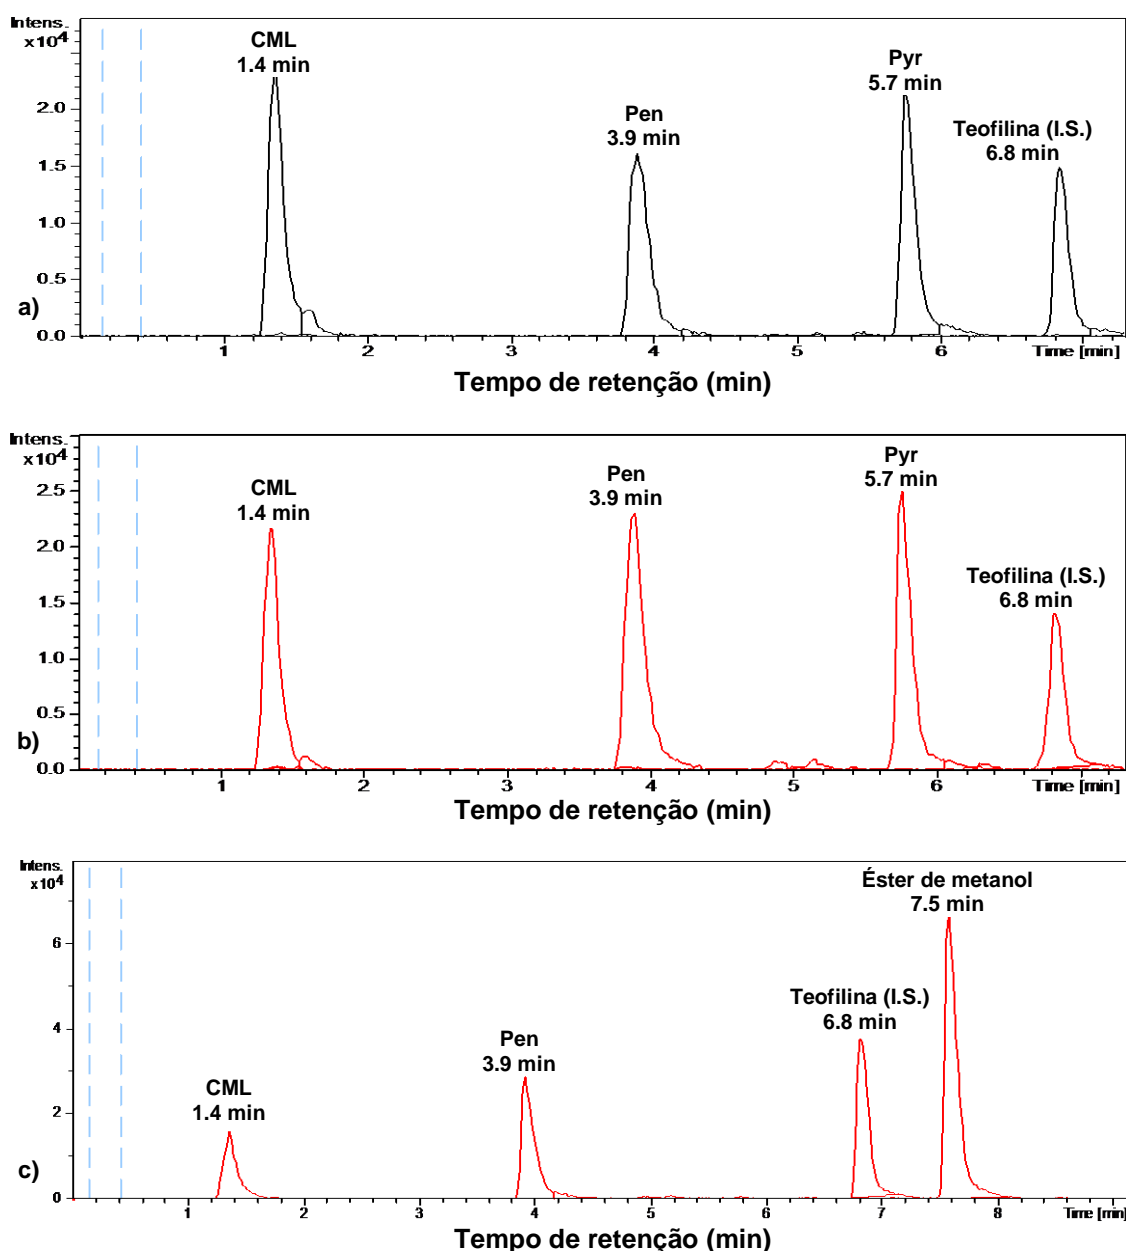 Intens.
x10⁴
CML
1.4 min
Pen
3.9 min
Pyr
5.7 min
Teofilina (I.S.)
6.8 min
2.0
1.5
1.0
0.5
0.0
a)
1 2 3 4 5 6 Time [min]
Tempo de retenção (min)
Intens.
x10⁴
CML
1.4 min
Pen
3.9 min
Pyr
5.7 min
Teofilina (I.S.)
6.8 min
2.5
2.0
1.5
1.0
0.5
0.0
b)
1 2 3 4 5 6 Time [min]
Tempo de retenção (min)
Intens.
x10⁴
CML
1.4 min
Pen
3.9 min
Teofilina (I.S.)
6.8 min
Éster de metanol
7.5 min
6
4
2
0
c)
1 2 3 4 5 6 7 8 Time [min]
Tempo de retenção (min)